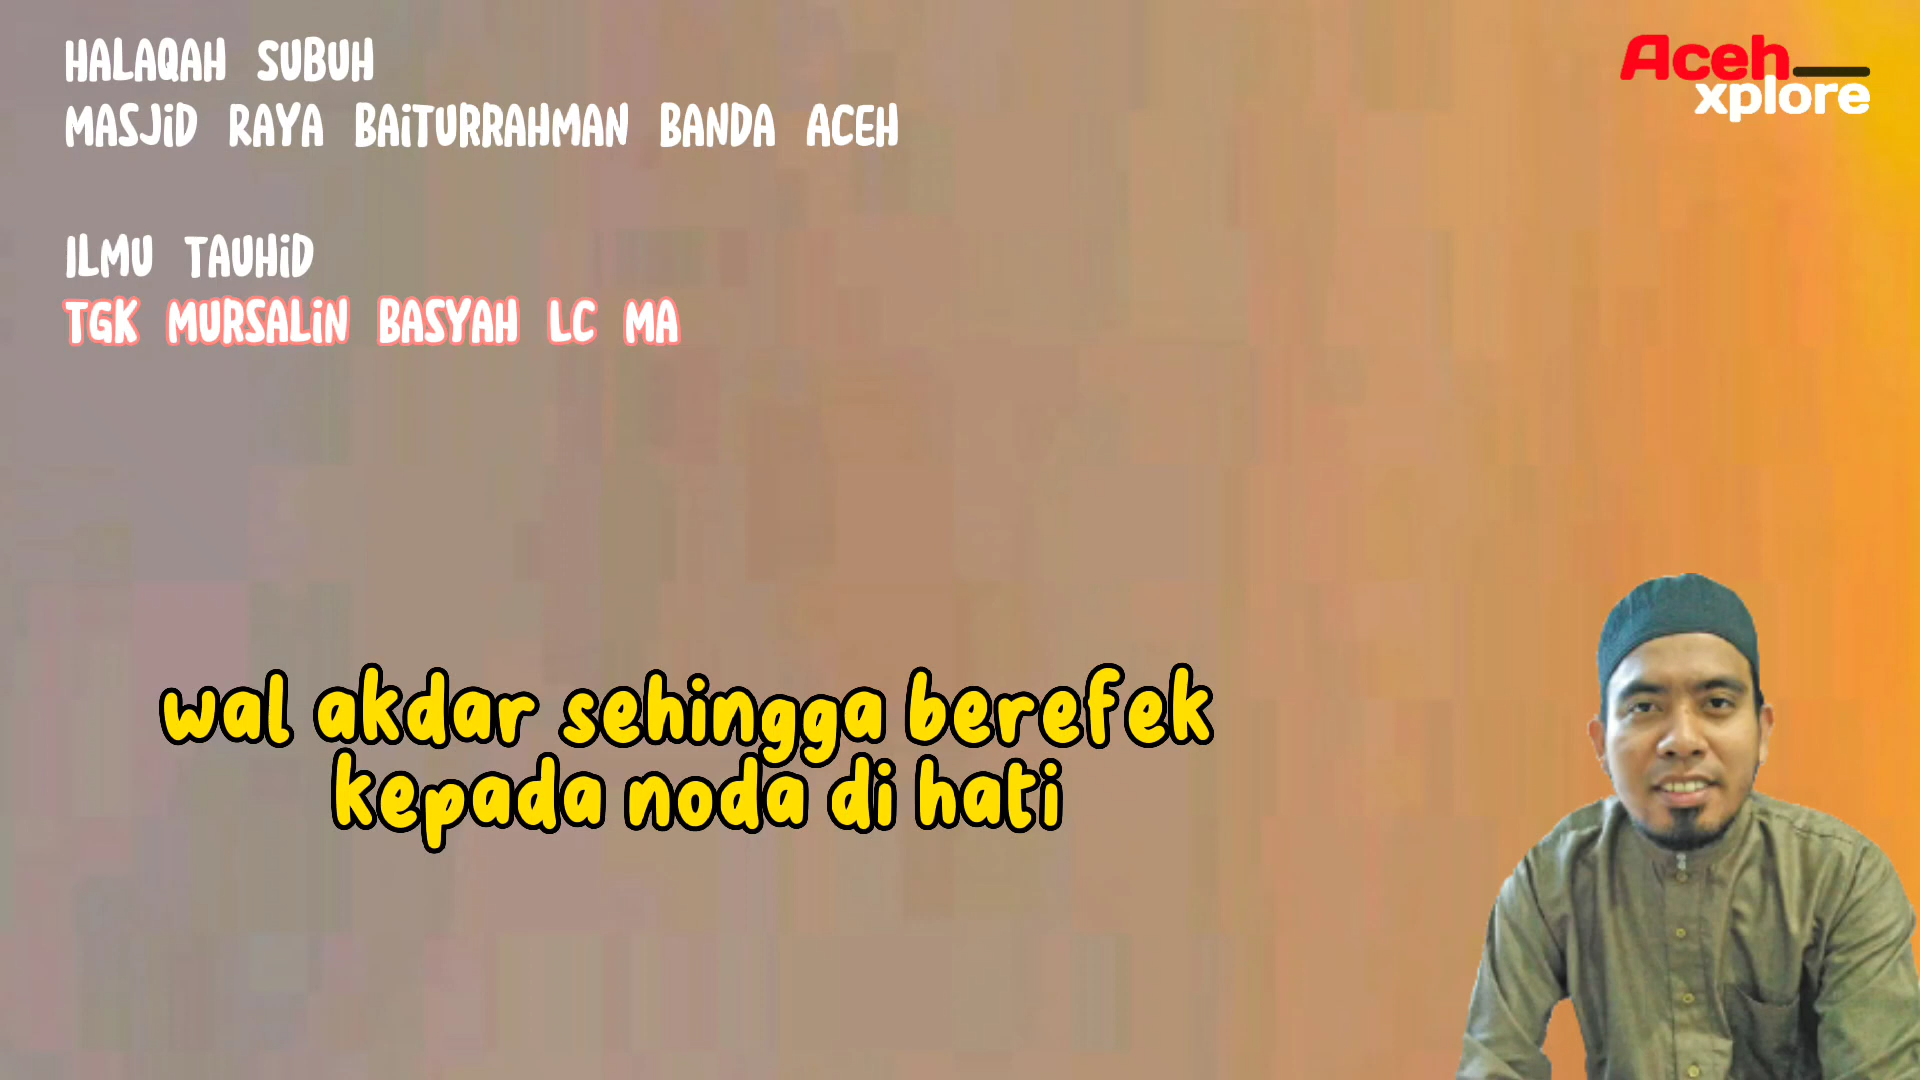 HALAQAH SUBUH
MASJiD RAYA BAiTURRAHMAN BANDA ACEH
ILMU TAUHiD
TGK MURSALiN BASYAH LC MA
Aceh
xplore
wal akdar sehingga berefek
kepada noda di hati